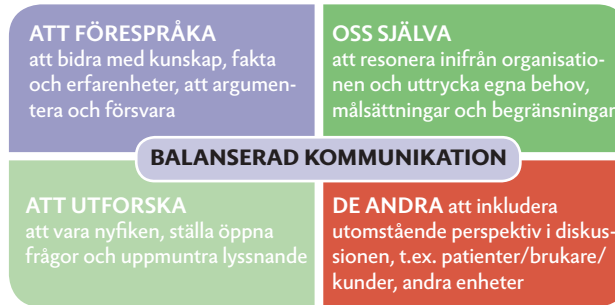 ATT FÖRESPRÅKA
att bidra med kunskap, fakta
och erfarenheter, att argumen-
tera och försvara
OSS SJÄLVA
att resonera inifrån organisatio-
nen och uttrycka egna behov,
målsättningar och begränsningar
BALANSERAD KOMMUNIKATION
ATT UTFORSKA
att vara nyfiken, ställa öppna
frågor och uppmuntra lyssnande
DE ANDRA att inkludera
utomstående perspektiv i diskus-
sionen, t.ex. patienter/brukare/
kunder, andra enheter